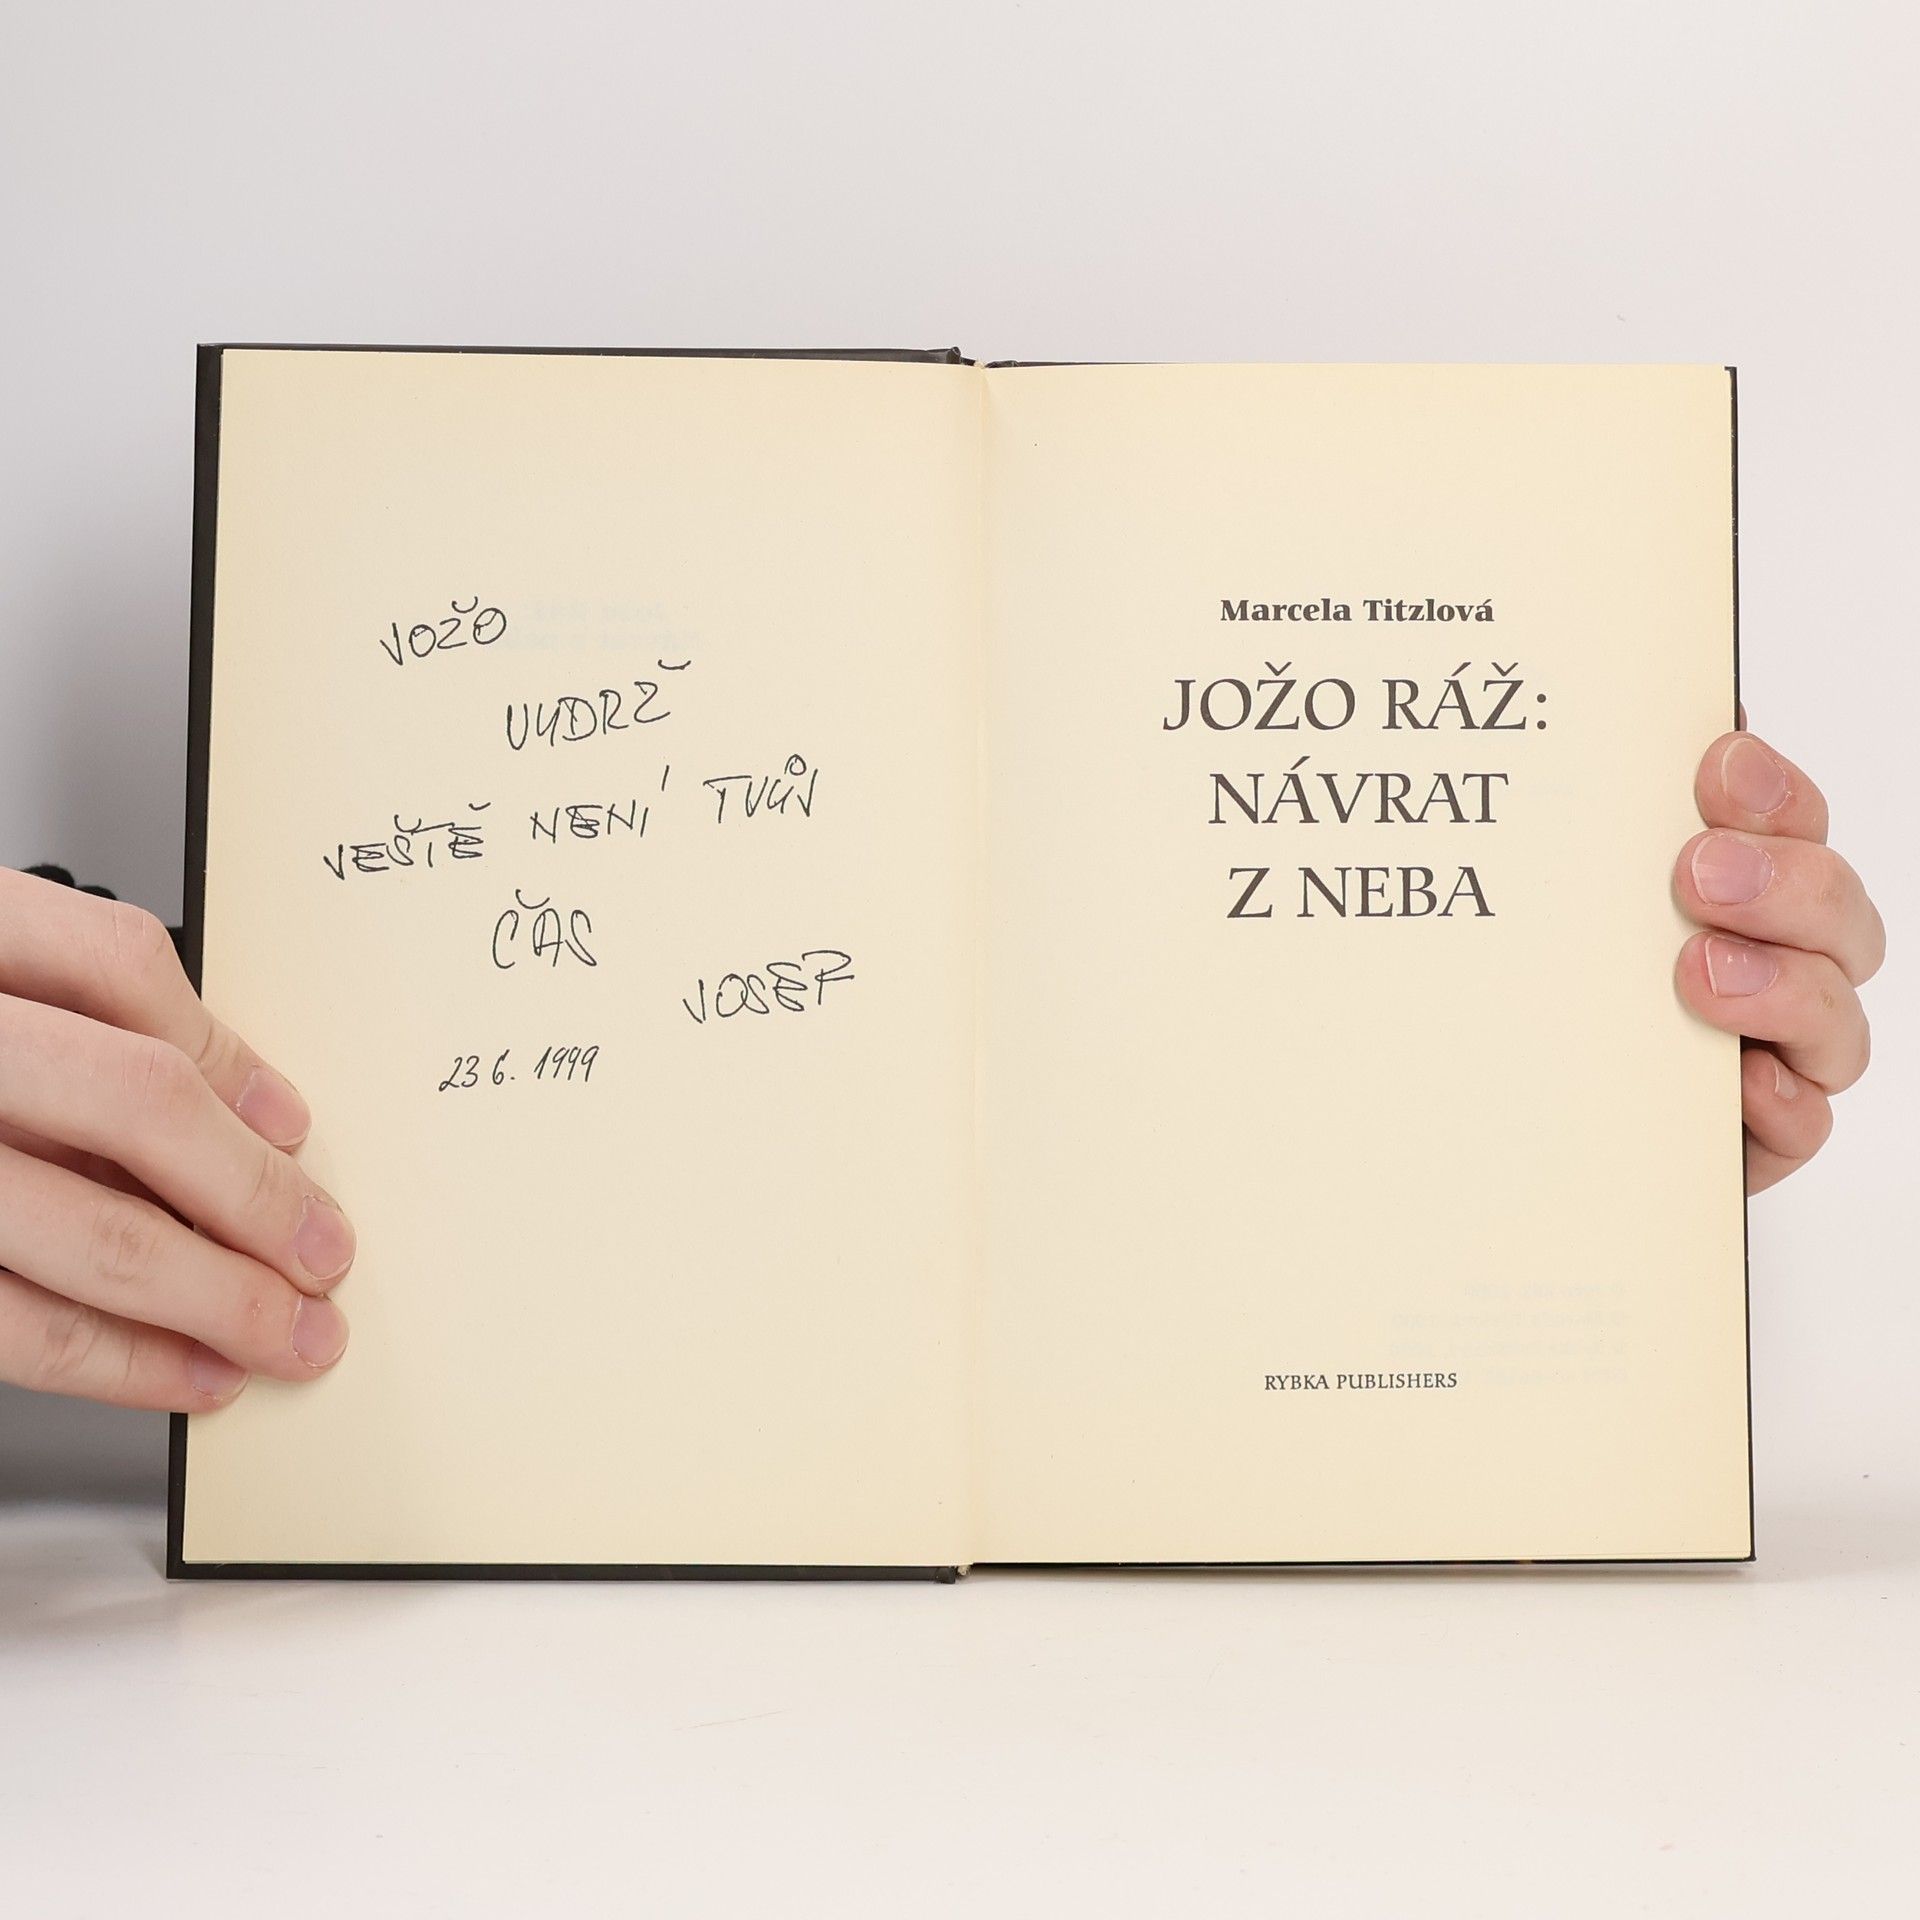 JOŽO
VYDRŽ
JEŠTĚ NENÍ TVŮJ
ČAS
JOSEF
23 6. 1999
Marcela Titzlová
JOŽO RÁŽ:
NÁVRAT
Z NEBA
RYBKA PUBLISHERS